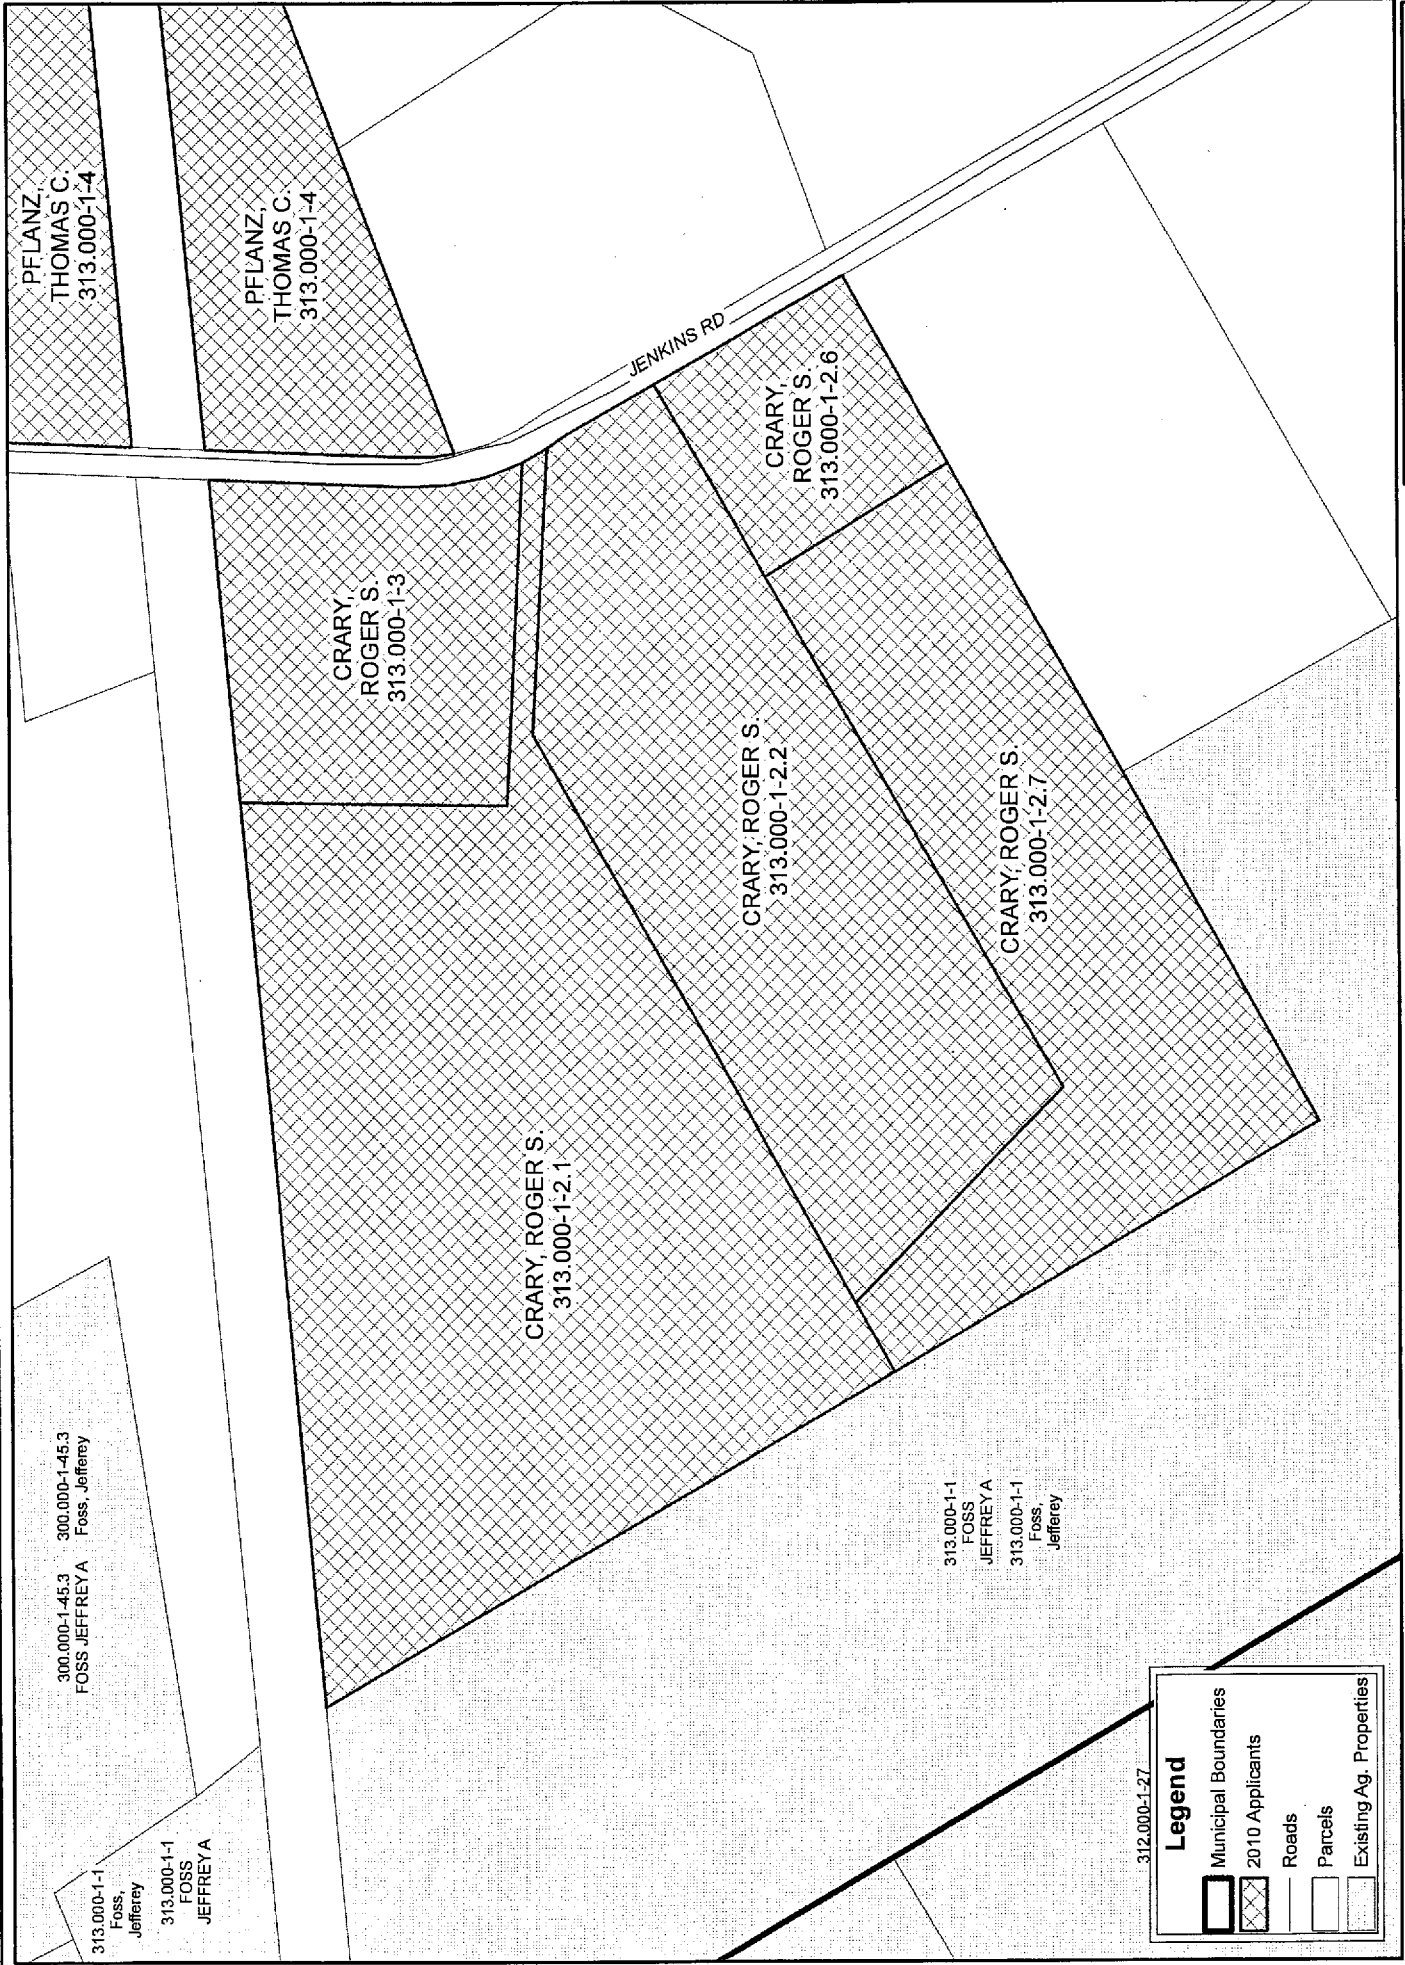 300.000-1-45.3
FOSS JEFFREY A
300.000-1-45.3
Foss, Jefferey
313.000-1-1
Foss,
Jefferey
313.000-1-1
FOSS
JEFFREY A
PFLANZ,
THOMAS C.
313.000-1-4
PFLANZ,
THOMAS C.
313.000-1-4
CRARY,
ROGER S.
313.000-1-3
JENKINS RD
CRARY, ROGER S.
313.000-1-2.1
CRARY, ROGER S.
313.000-1-2.2
CRARY,
ROGER S.
313.000-1-2.6
CRARY, ROGER S.
313.000-1-2.7
313.000-1-1
FOSS
JEFFREY A
313.000-1-1
Foss,
Jefferey
312.000-1-27
Legend
Municipal Boundaries
2010 Applicants
Roads
Parcels
Existing Ag. Properties